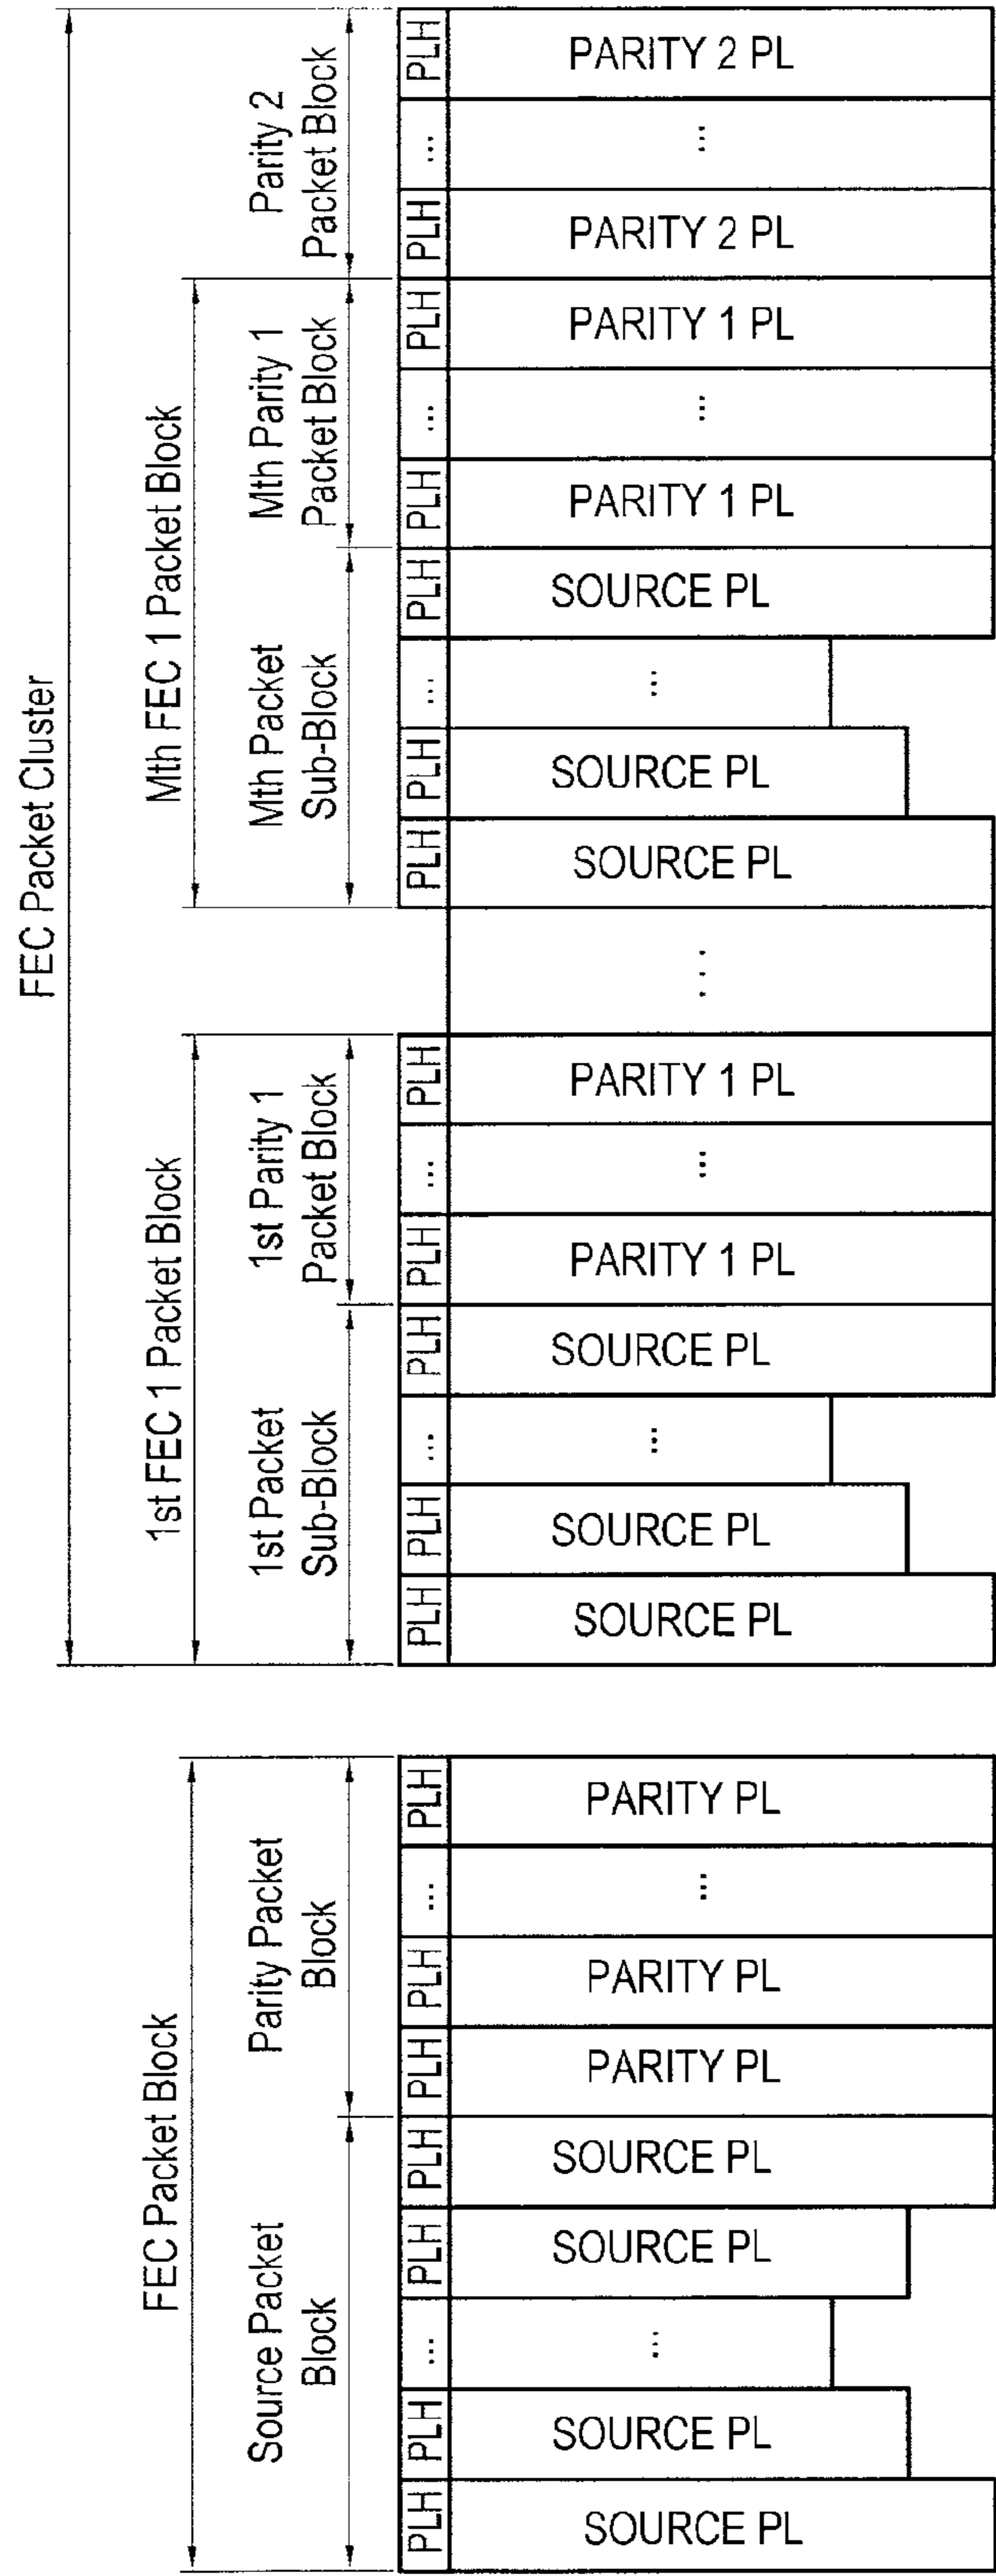 FEC Packet Cluster
Mth FEC 1 Packet Block
1st FEC 1 Packet Block
Parity 2
Packet Block
Mth Parity 1
Packet Block
Mth Packet
Sub-Block
1st Parity 1
Packet Block
1st Packet
Sub-Block
PLH PARITY 2 PL
... ...
PLH PARITY 2 PL
PLH PARITY 1 PL
... ...
PLH PARITY 1 PL
PLH SOURCE PL
... ...
PLH SOURCE PL
PLH SOURCE PL
...
PLH PARITY 1 PL
... ...
PLH PARITY 1 PL
PLH SOURCE PL
... ...
PLH SOURCE PL
PLH SOURCE PL
FEC Packet Block
Parity Packet
Block
Source Packet
Block
PLH PARITY PL
... ...
PLH PARITY PL
PLH PARITY PL
PLH SOURCE PL
PLH SOURCE PL
... ...
PLH SOURCE PL
PLH SOURCE PL